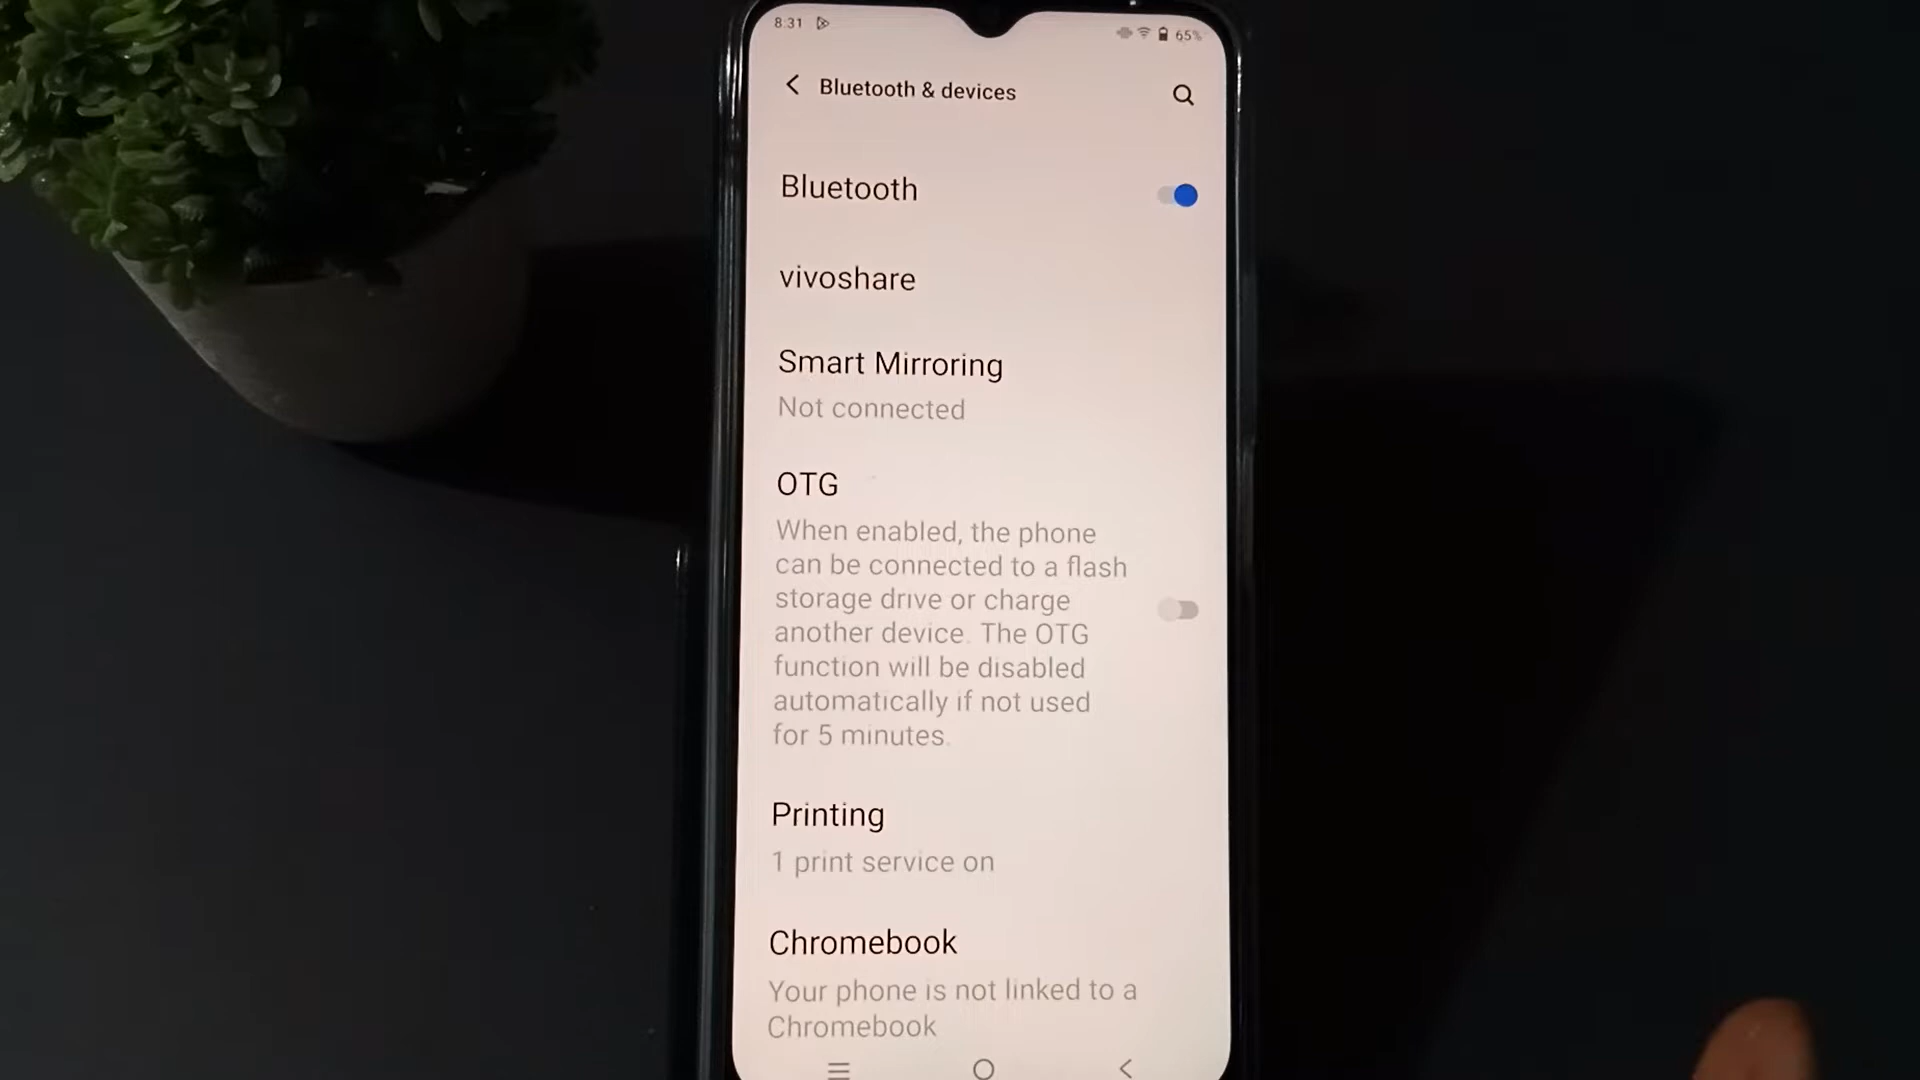 8:31
65%
Bluetooth & devices
Bluetooth
vivoshare
Smart Mirroring
Not connected
OTG
When enabled, the phone
can be connected to a flash
storage drive or charge
another device. The OTG
function will be disabled
automatically if not used
for 5 minutes.
Printing
1 print service on
Chromebook
Your phone is not linked to a
Chromebook